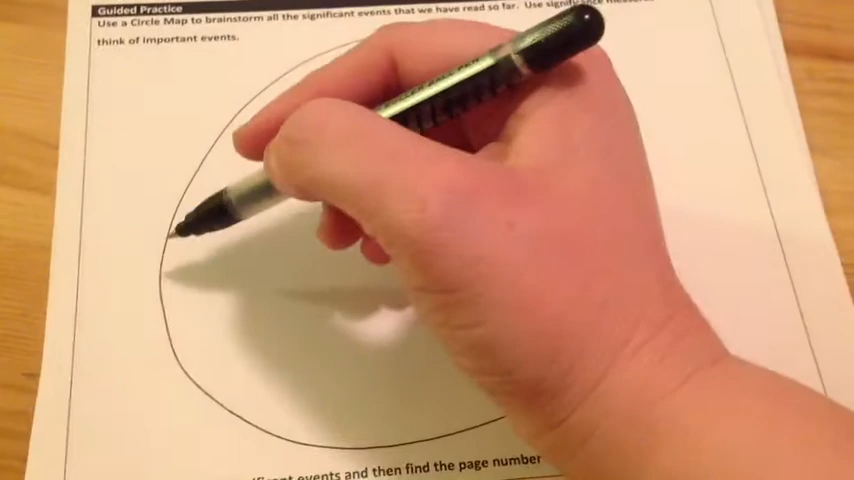 Guided Practice
Use a Circle Map to brainstorm all the significant events that we have read so far. Use significance measures
think of important events.
events and then find the page number